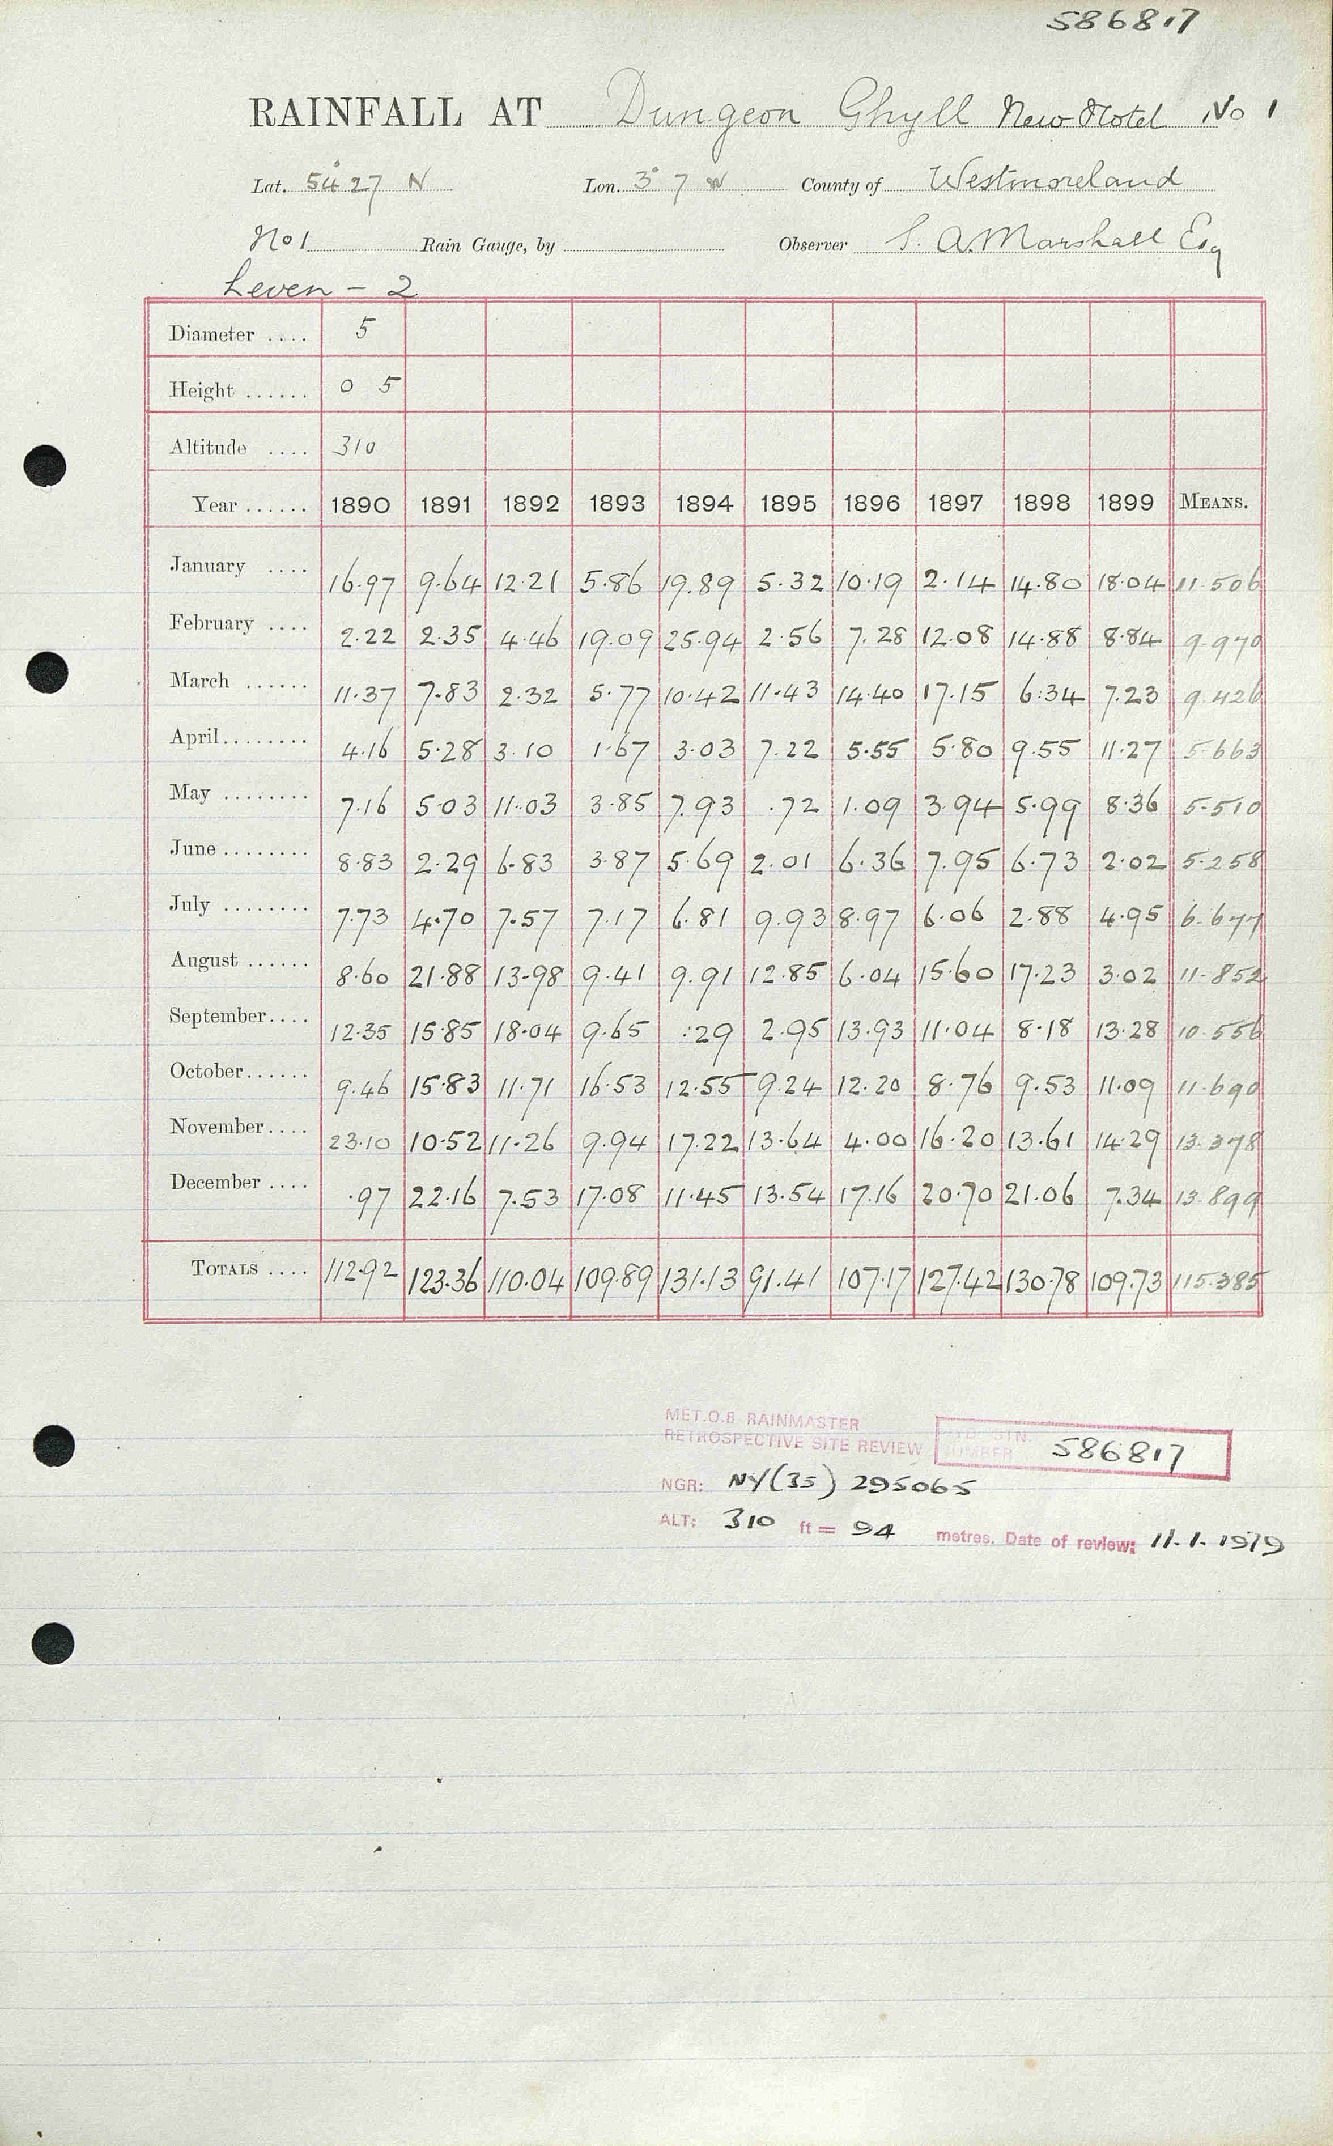 586817
RAINFALL AT Dungeon Ghyll New Hotel No 1
Lat. 54° 27 N Lon. 3° 7 W County of Westmoreland
No 1 Rain Gauge, by Observer S. A. Marshall Esq
Leven - 2
Diameter .... 5
Height ...... 0 5
Altitude .... 310
Year ...... 1890 1891 1892 1893 1894 1895 1896 1897 1898 1899 MEANS.
January .... 16.97 9.64 12.21 5.86 19.89 5.32 10.19 2.14 14.80 18.04 11.506
February .... 2.22 2.35 4.46 19.09 25.94 2.56 7.28 12.08 14.88 8.84 9.970
March ...... 11.37 7.83 2.32 5.77 10.42 11.43 14.40 17.15 6.34 7.23 9.426
April........ 4.16 5.28 3.10 1.67 3.03 7.22 5.55 5.80 9.55 11.27 5.663
May ........ 7.16 5.03 11.03 3.85 7.93 .72 1.09 3.94 5.99 8.36 5.510
June ........ 8.83 2.29 6.83 3.87 5.69 2.01 6.36 7.95 6.73 2.02 5.258
July ........ 7.73 4.70 7.57 7.17 6.81 9.93 8.97 6.06 2.88 4.95 6.677
August ...... 8.60 21.88 13.98 9.41 9.91 12.85 6.04 15.60 17.23 3.02 11.852
September.... 12.35 15.85 18.04 9.65 .29 2.95 13.93 11.04 8.18 13.28 10.556
October...... 9.46 15.83 11.71 16.53 12.55 9.24 12.20 8.76 9.53 11.09 11.690
November.... 23.10 10.52 11.26 9.94 17.22 13.64 4.00 16.20 13.61 14.29 13.378
December .... .97 22.16 7.53 17.08 11.45 13.54 17.16 20.70 21.06 7.34 13.899
TOTALS .... 112.92 123.36 110.04 109.89 131.13 91.41 107.17 127.42 130.78 109.73 115.385
MET.O.8 RAINMASTER
RETROSPECTIVE SITE REVIEW STN. NUMBER 586817
NGR: NY(35) 295065
ALT: 310 ft = 94 metres. Date of review: 11.1.1979